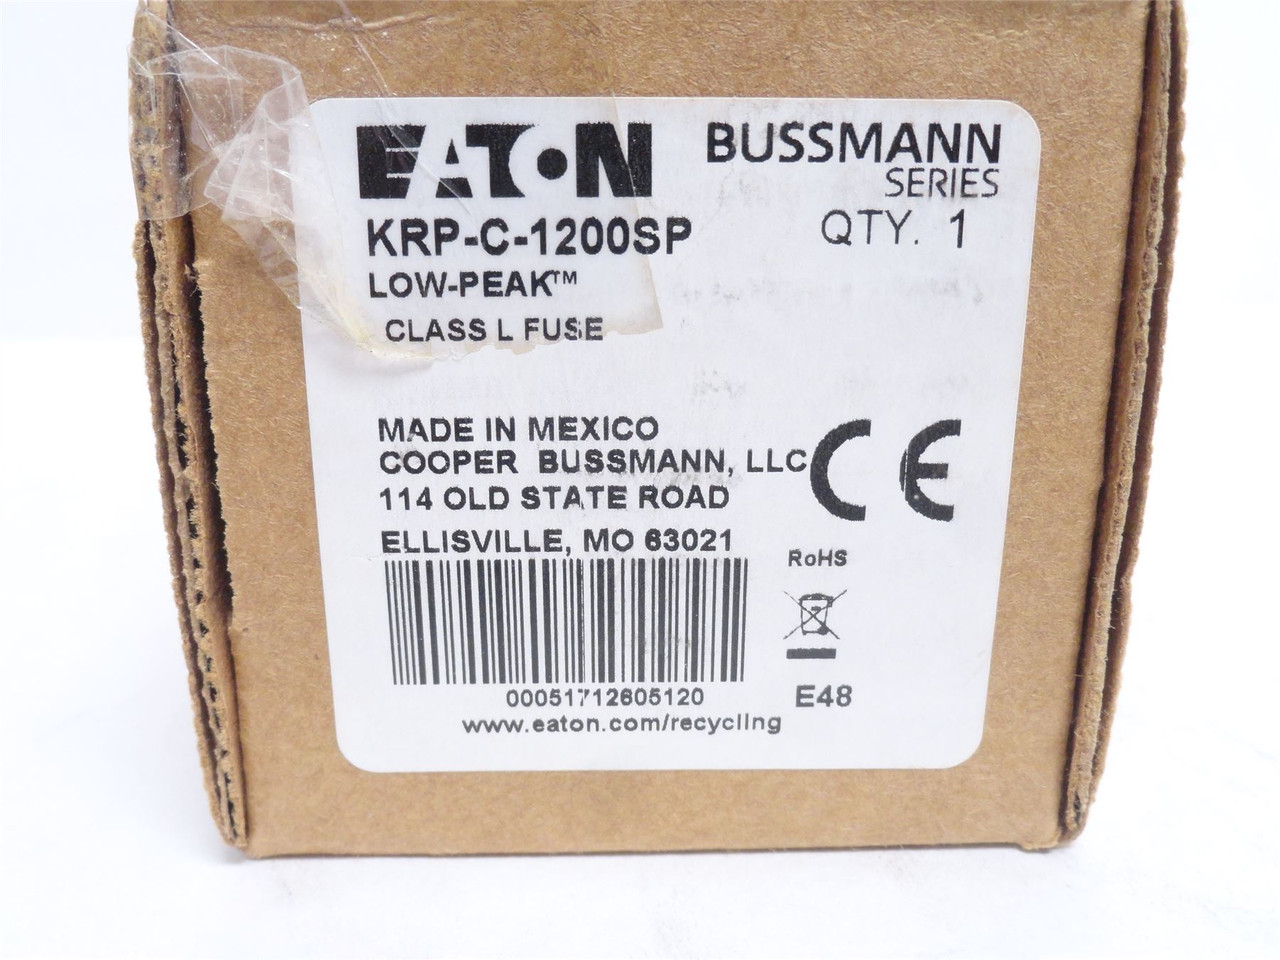 EATON BUSSMANN
SERIES
KRP-C-1200SP QTY. 1
LOW-PEAK™
CLASS L FUSE
MADE IN MEXICO
COOPER BUSSMANN, LLC CE
114 OLD STATE ROAD
ELLISVILLE, MO 63021
RoHS
00051712605120 E48
www.eaton.com/recycling